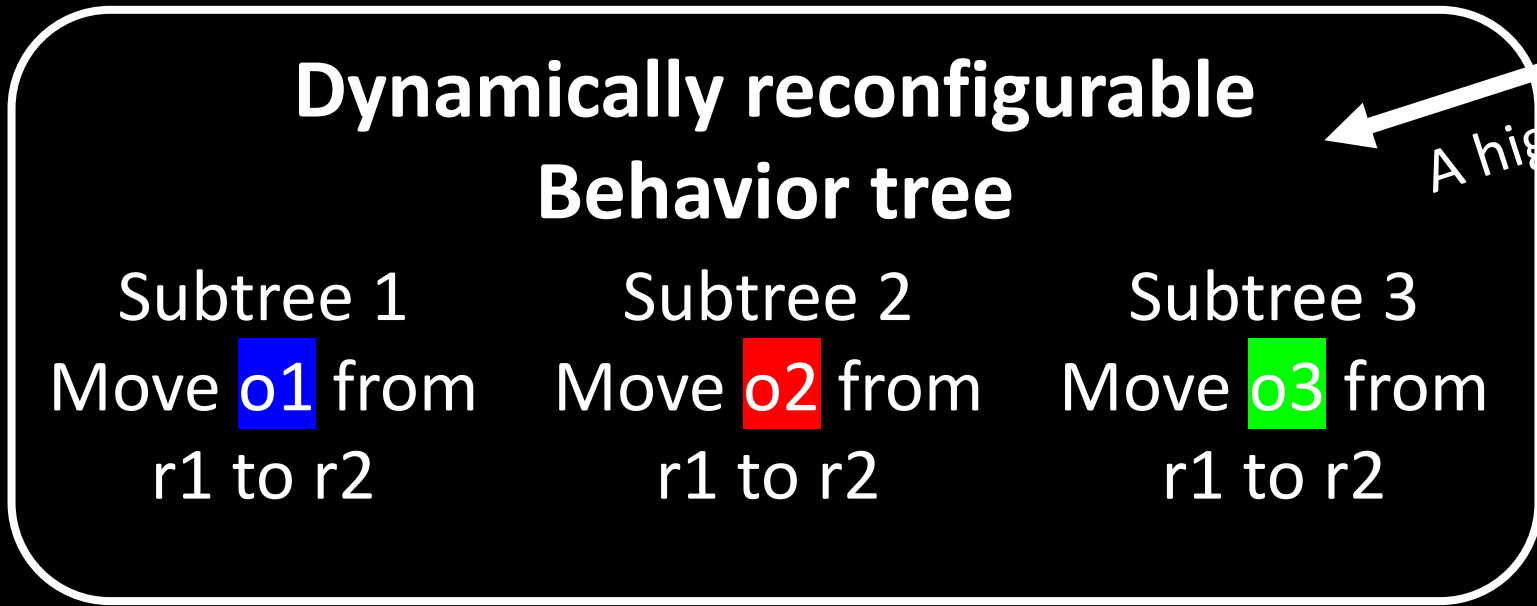 Dynamically reconfigurable
Behavior tree
A
Subtree 1
Move o1 from
r1 to r2
Subtree 2
Move o2 from
r1 to r2
Subtree 3
Move o3 from
r1 to r2